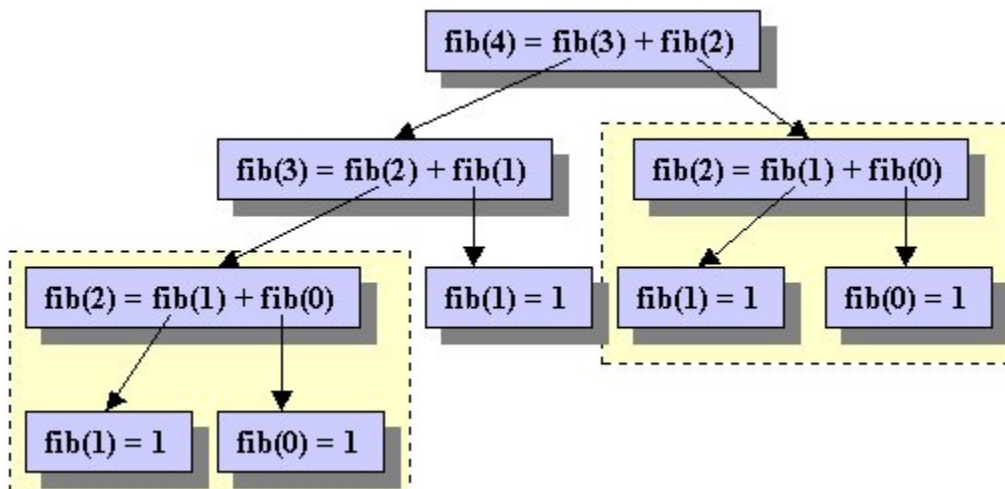 fib(4) = fib(3) + fib(2)
fib(3) = fib(2) + fib(1)
fib(2) = fib(1) + fib(0)
fib(2) = fib(1) + fib(0)
fib(1) = 1
fib(1) = 1
fib(0) = 1
fib(1) = 1
fib(0) = 1